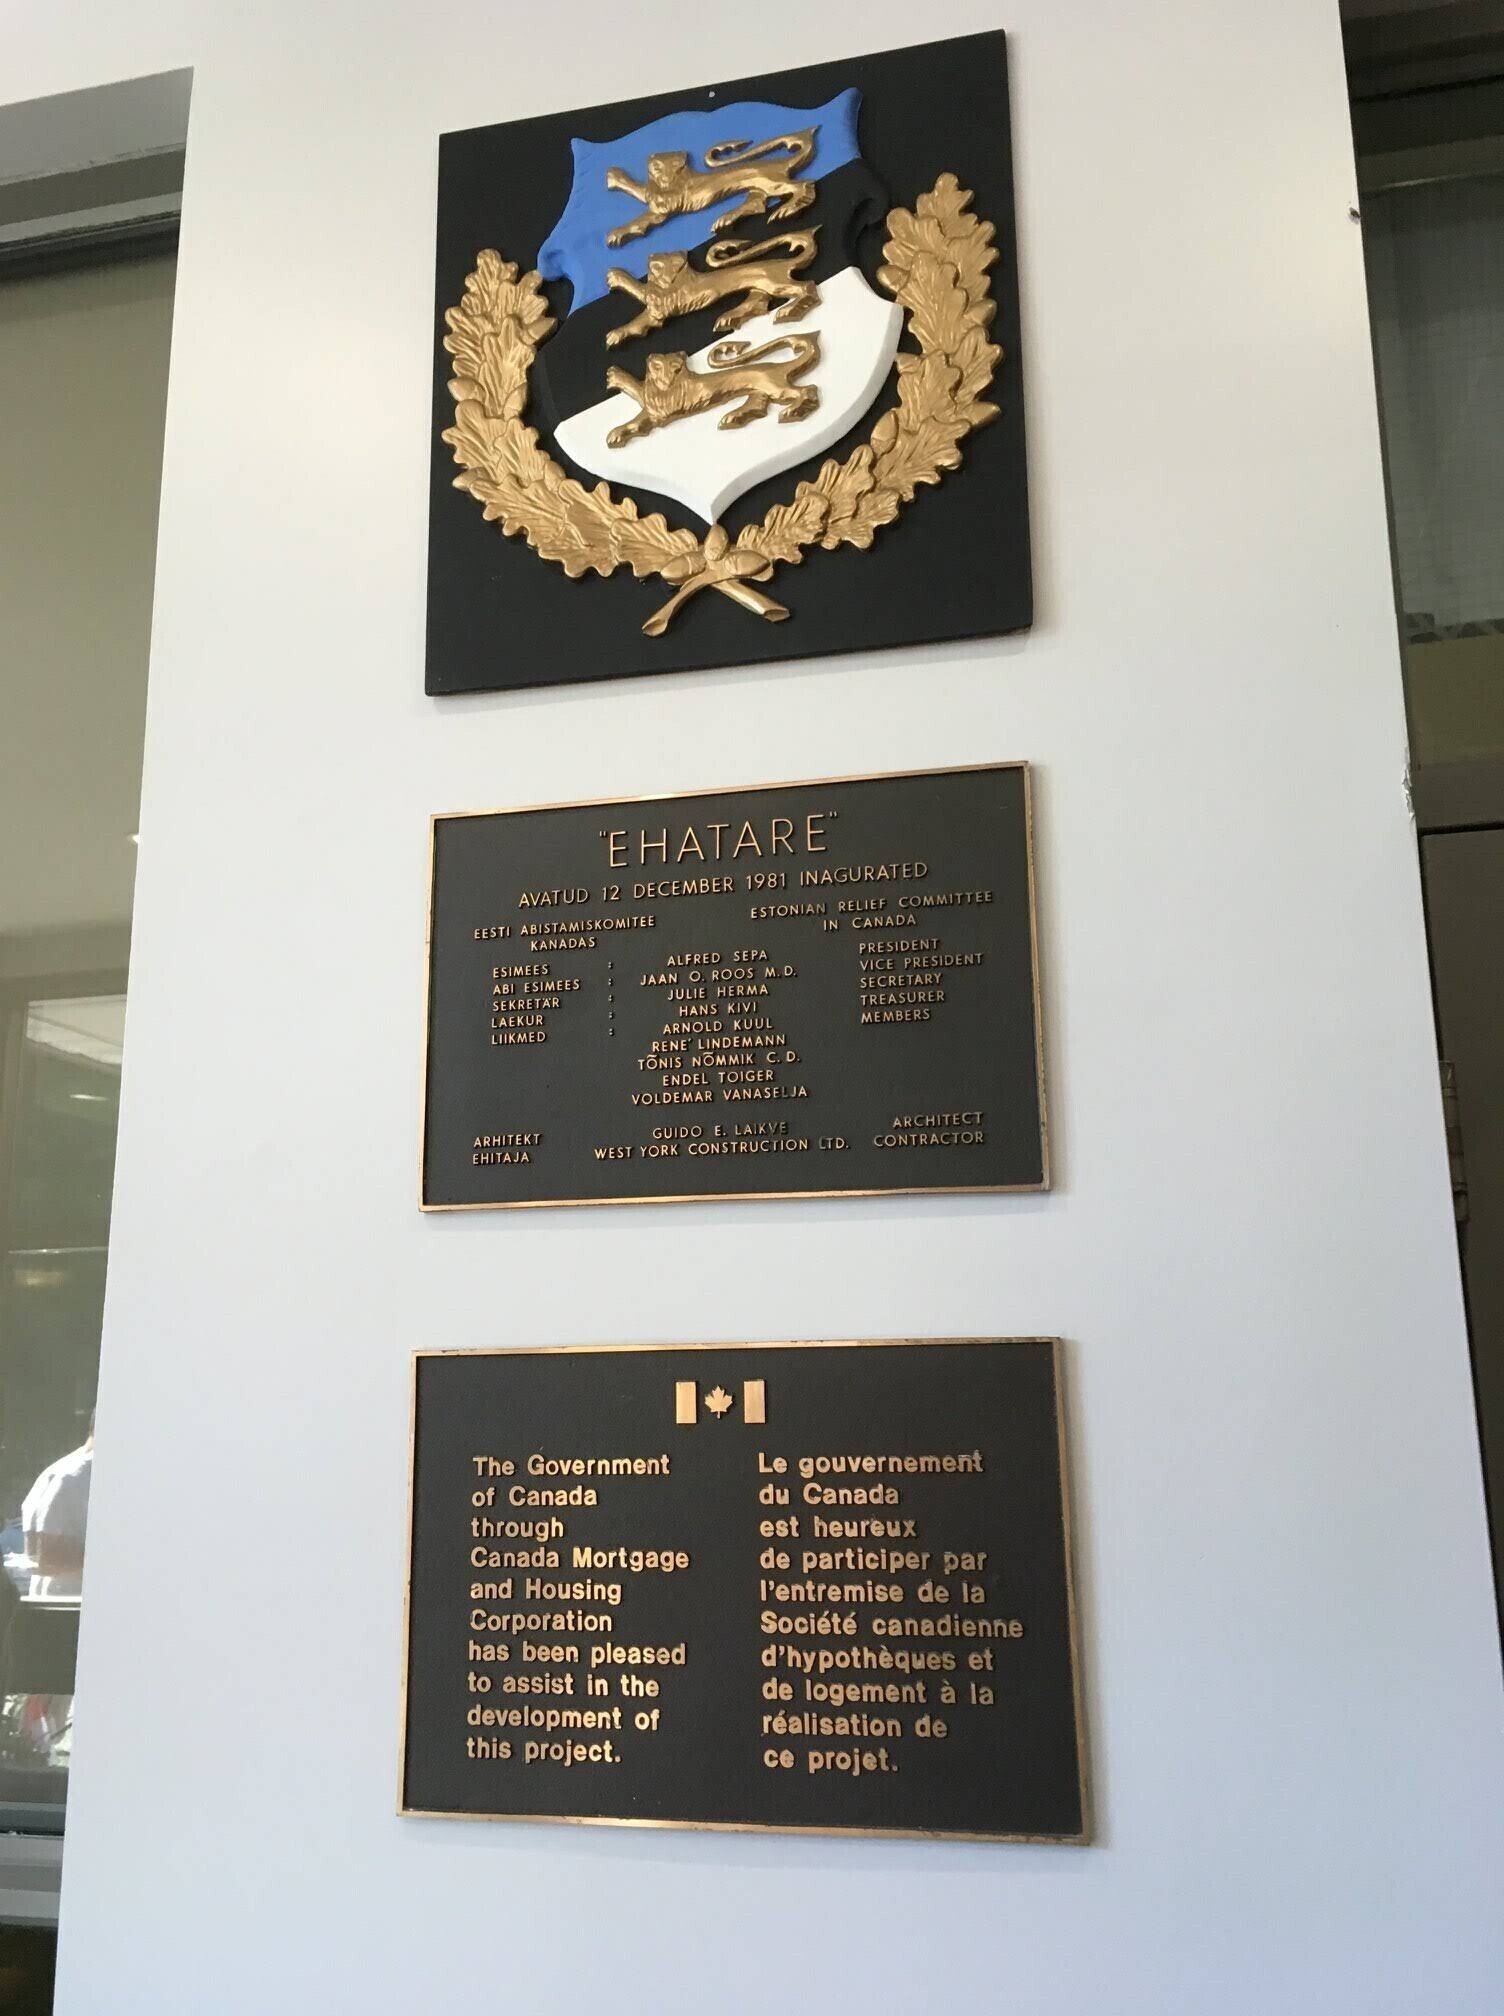 "EHATARE"
AVATUD 12 DECEMBER 1981 INAGURATED
EESTI ABISTAMISKOMITEE
KANADAS
ESTONIAN RELIEF COMMITTEE
IN CANADA
ESIMEES : ALFRED SEPA PRESIDENT
ABI ESIMEES : JAAN O. ROOS M.D. VICE PRESIDENT
SEKRETÄR : JULIE HERMA SECRETARY
LAEKUR : HANS KIVI TREASURER
LIIKMED : ARNOLD KUUL MEMBERS
RENE' LINDEMANN
TÕNIS NÕMMIK C. D.
ENDEL TOIGER
VOLDEMAR VANASELJA
ARHITEKT GUIDO E. LAIKVE ARCHITECT
EHITAJA WEST YORK CONSTRUCTION LTD. CONTRACTOR
The Government
of Canada
through
Canada Mortgage
and Housing
Corporation
has been pleased
to assist in the
development of
this project.
Le gouvernement
du Canada
est heureux
de participer par
l'entremise de la
Société canadienne
d'hypothèques et
de logement à la
réalisation de
ce projet.